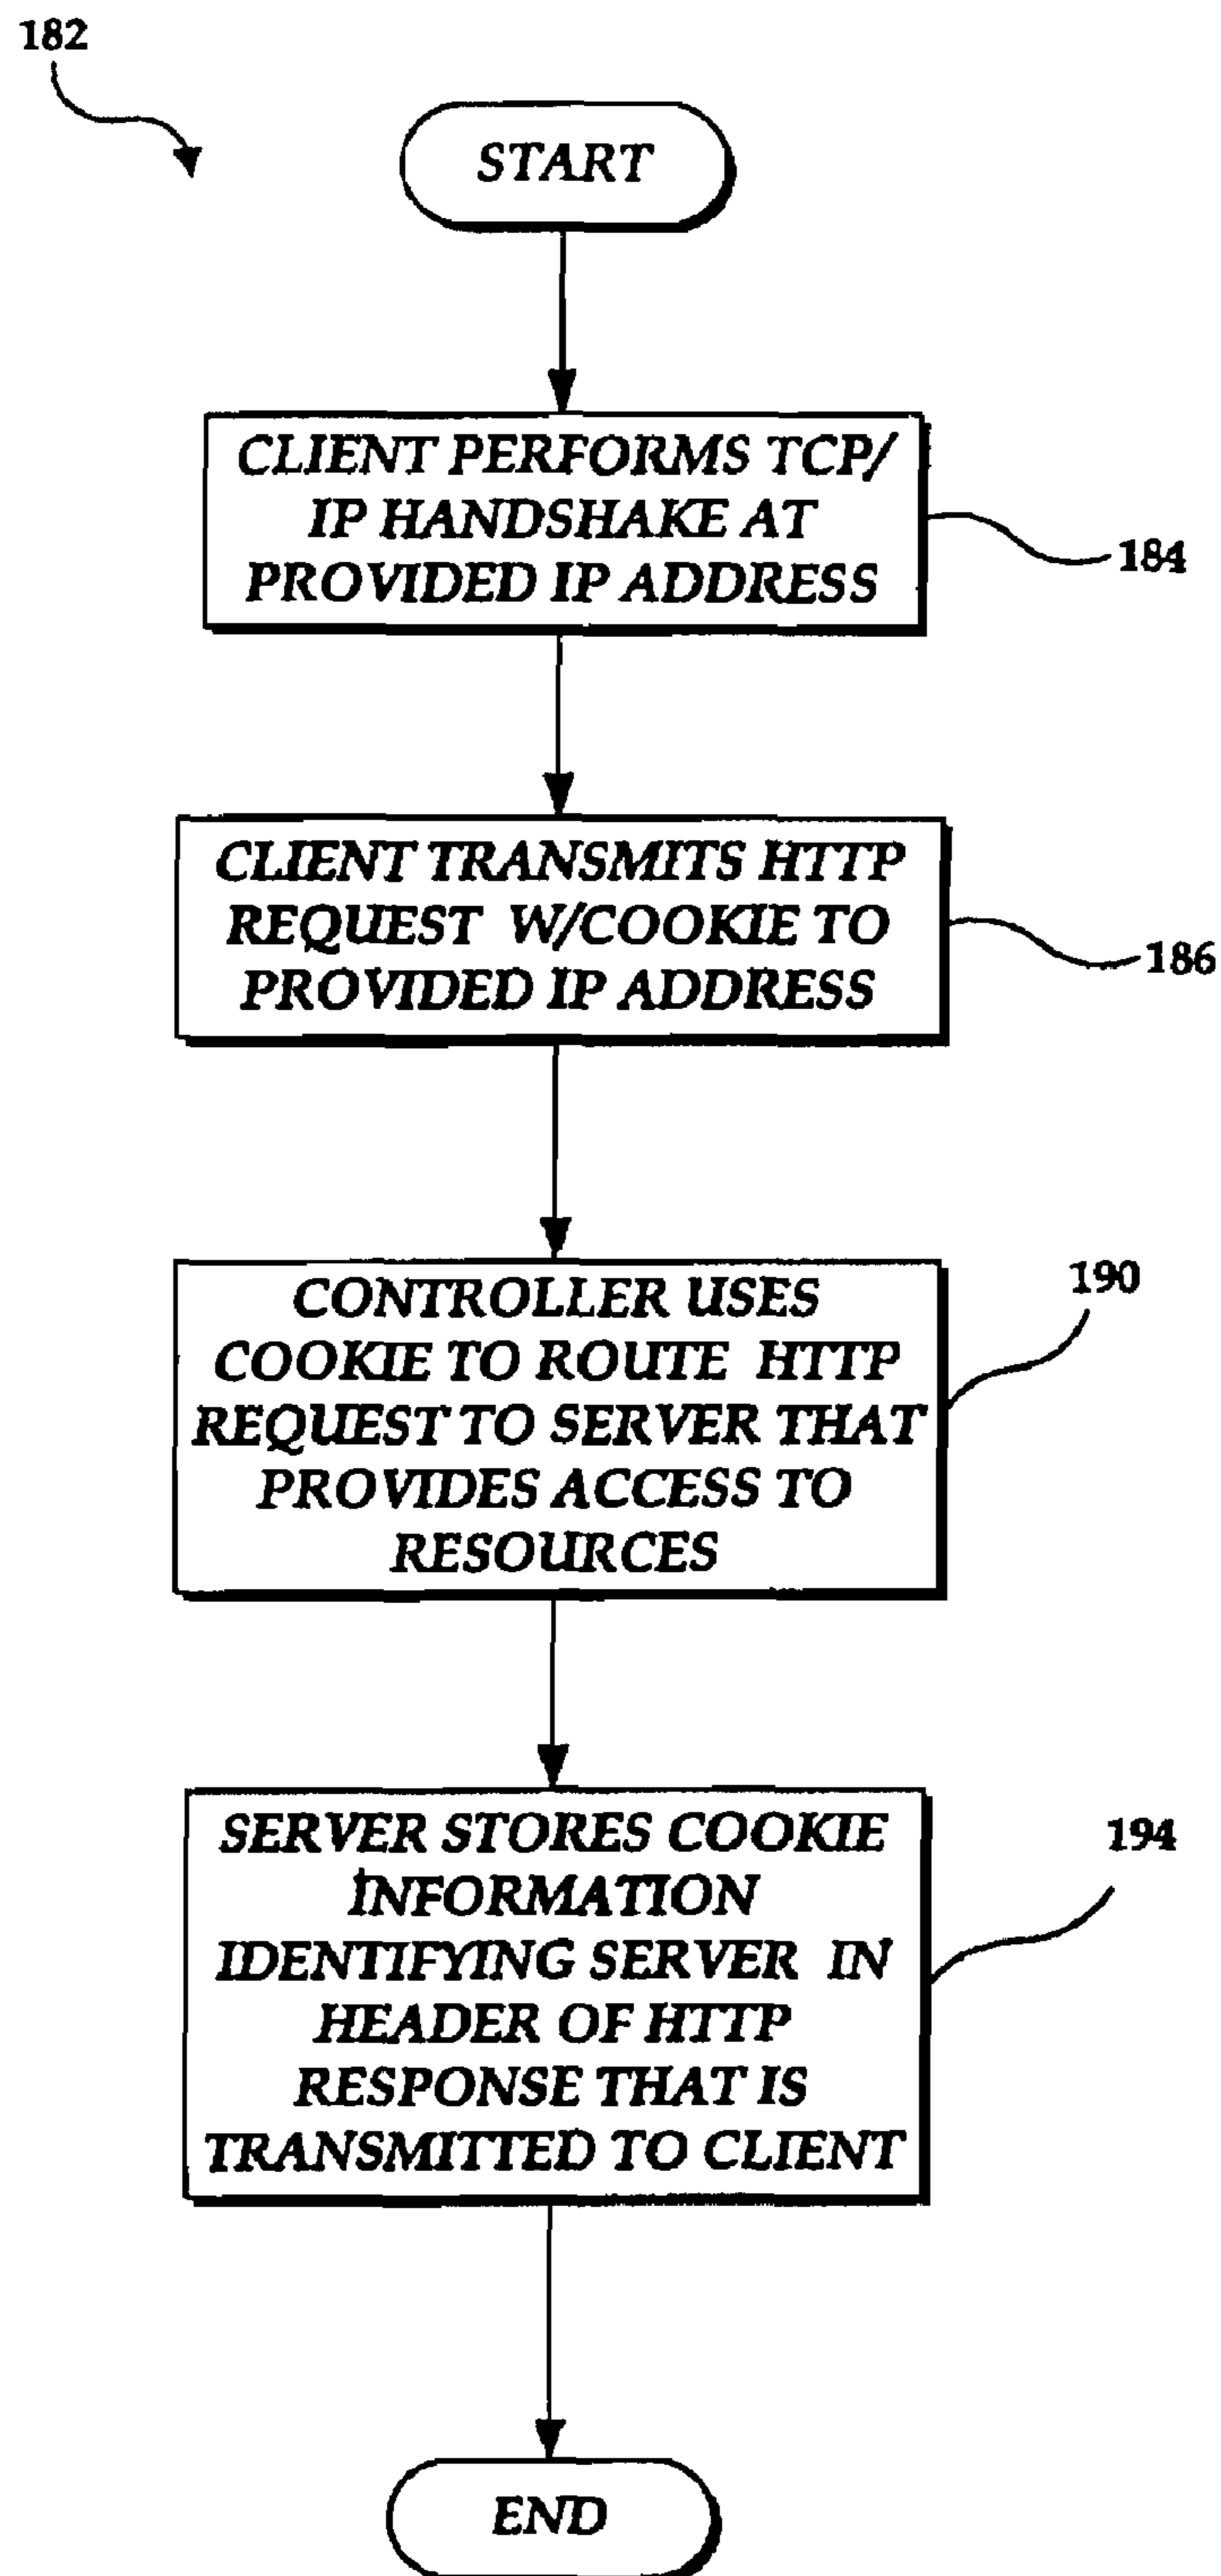 182
START
CLIENT PERFORMS TCP/
IP HANDSHAKE AT
PROVIDED IP ADDRESS
184
CLIENT TRANSMITS HTTP
REQUEST W/COOKIE TO
PROVIDED IP ADDRESS
186
CONTROLLER USES
COOKIE TO ROUTE HTTP
REQUEST TO SERVER THAT
PROVIDES ACCESS TO
RESOURCES
190
SERVER STORES COOKIE
INFORMATION
IDENTIFYING SERVER IN
HEADER OF HTTP
RESPONSE THAT IS
TRANSMITTED TO CLIENT
194
END